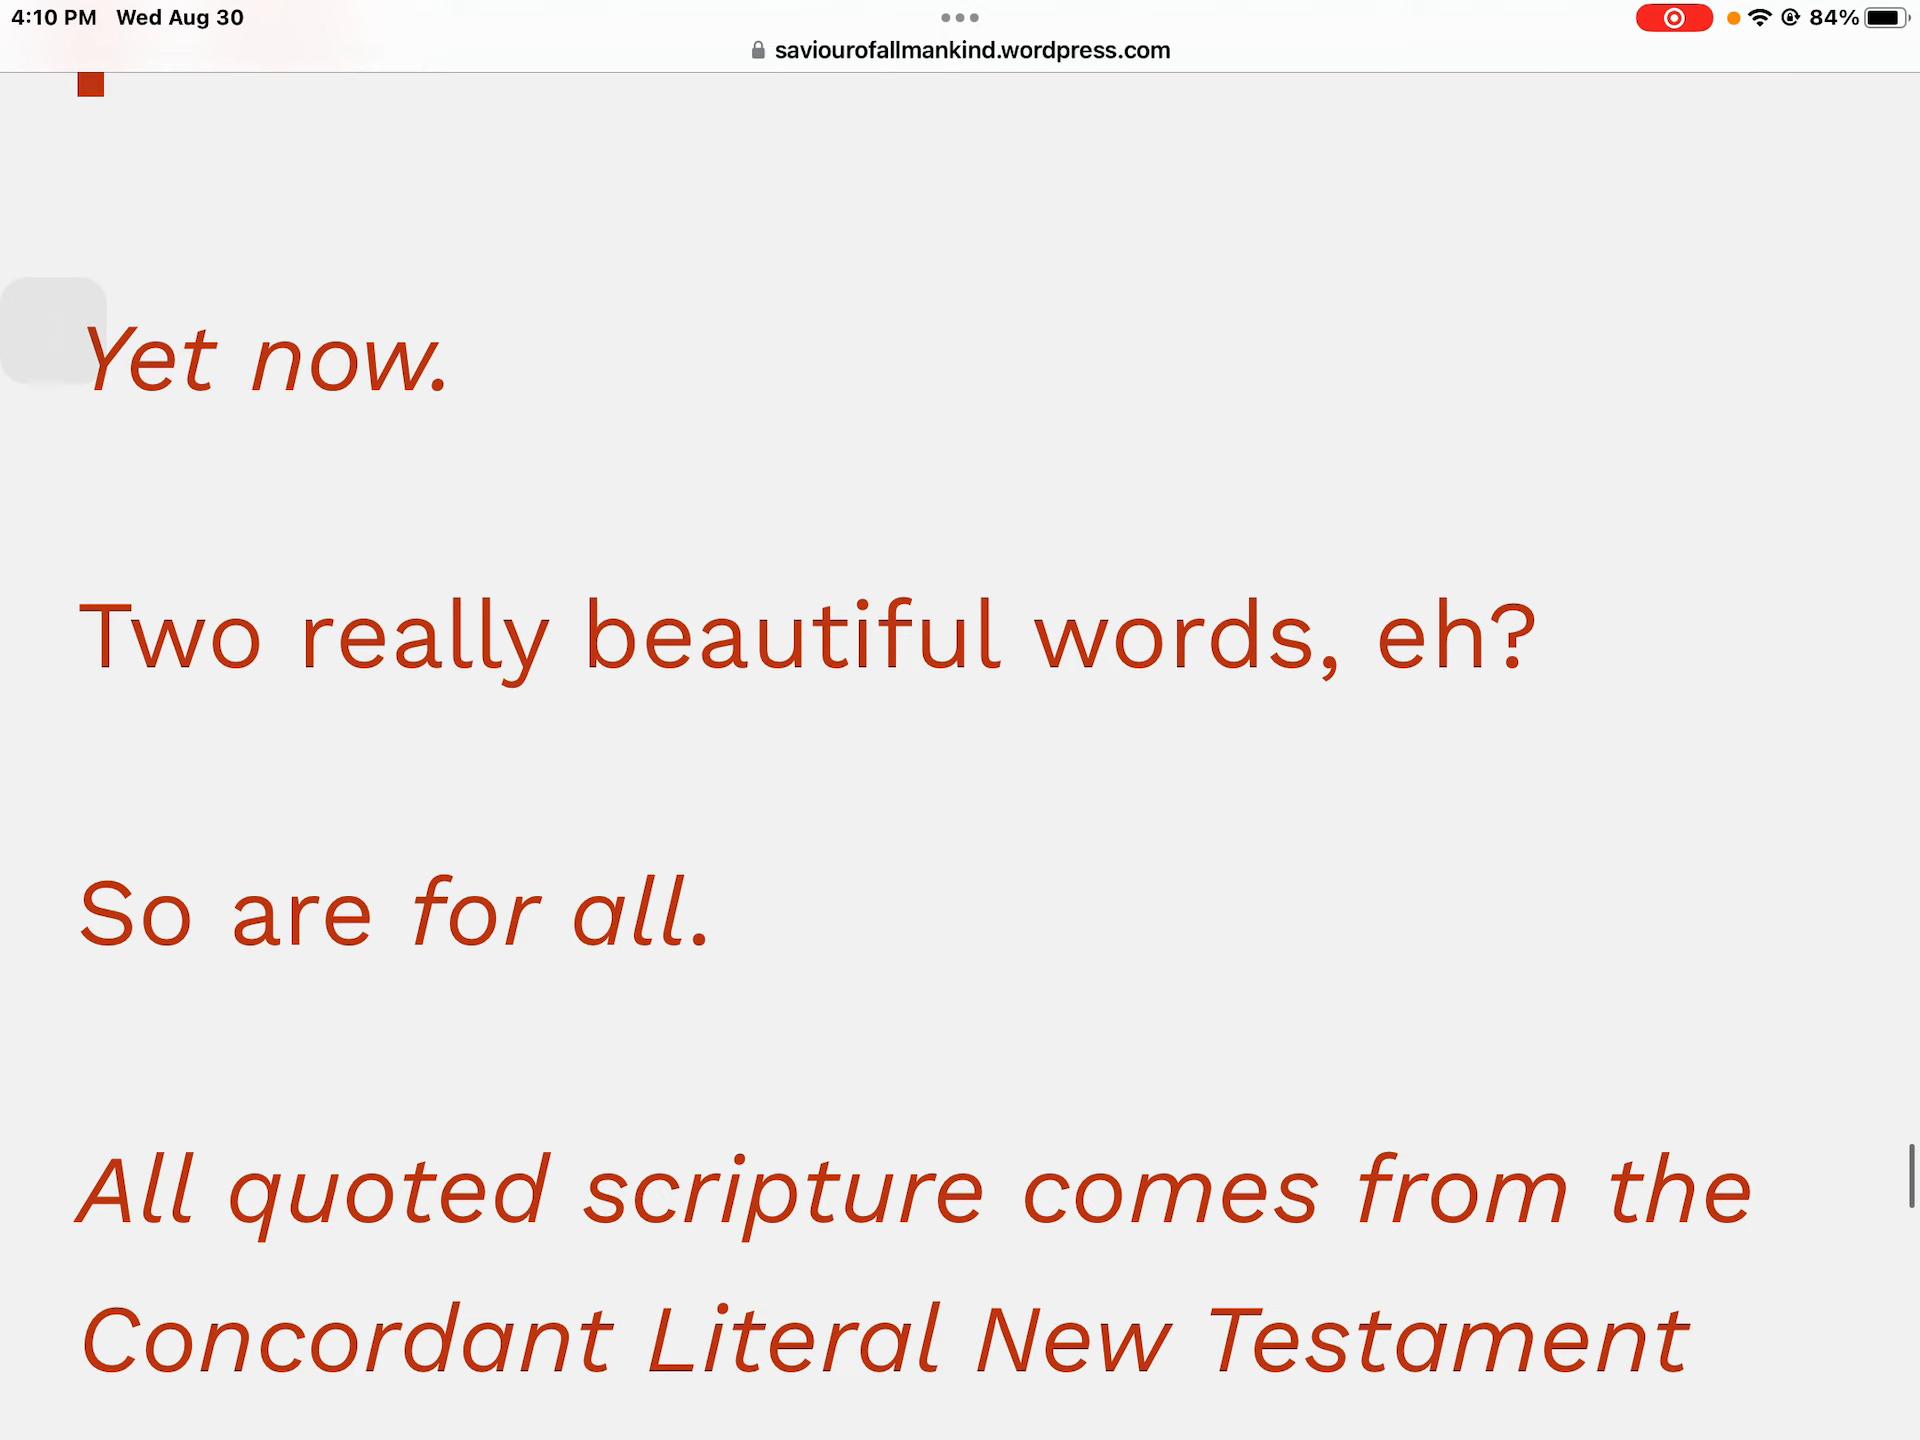 4:10 PM Wed Aug 30
84%
saviourofallmankind.wordpress.com
Yet now.
Two really beautiful words, eh?
So are for all.
All quoted scripture comes from the
Concordant Literal New Testament